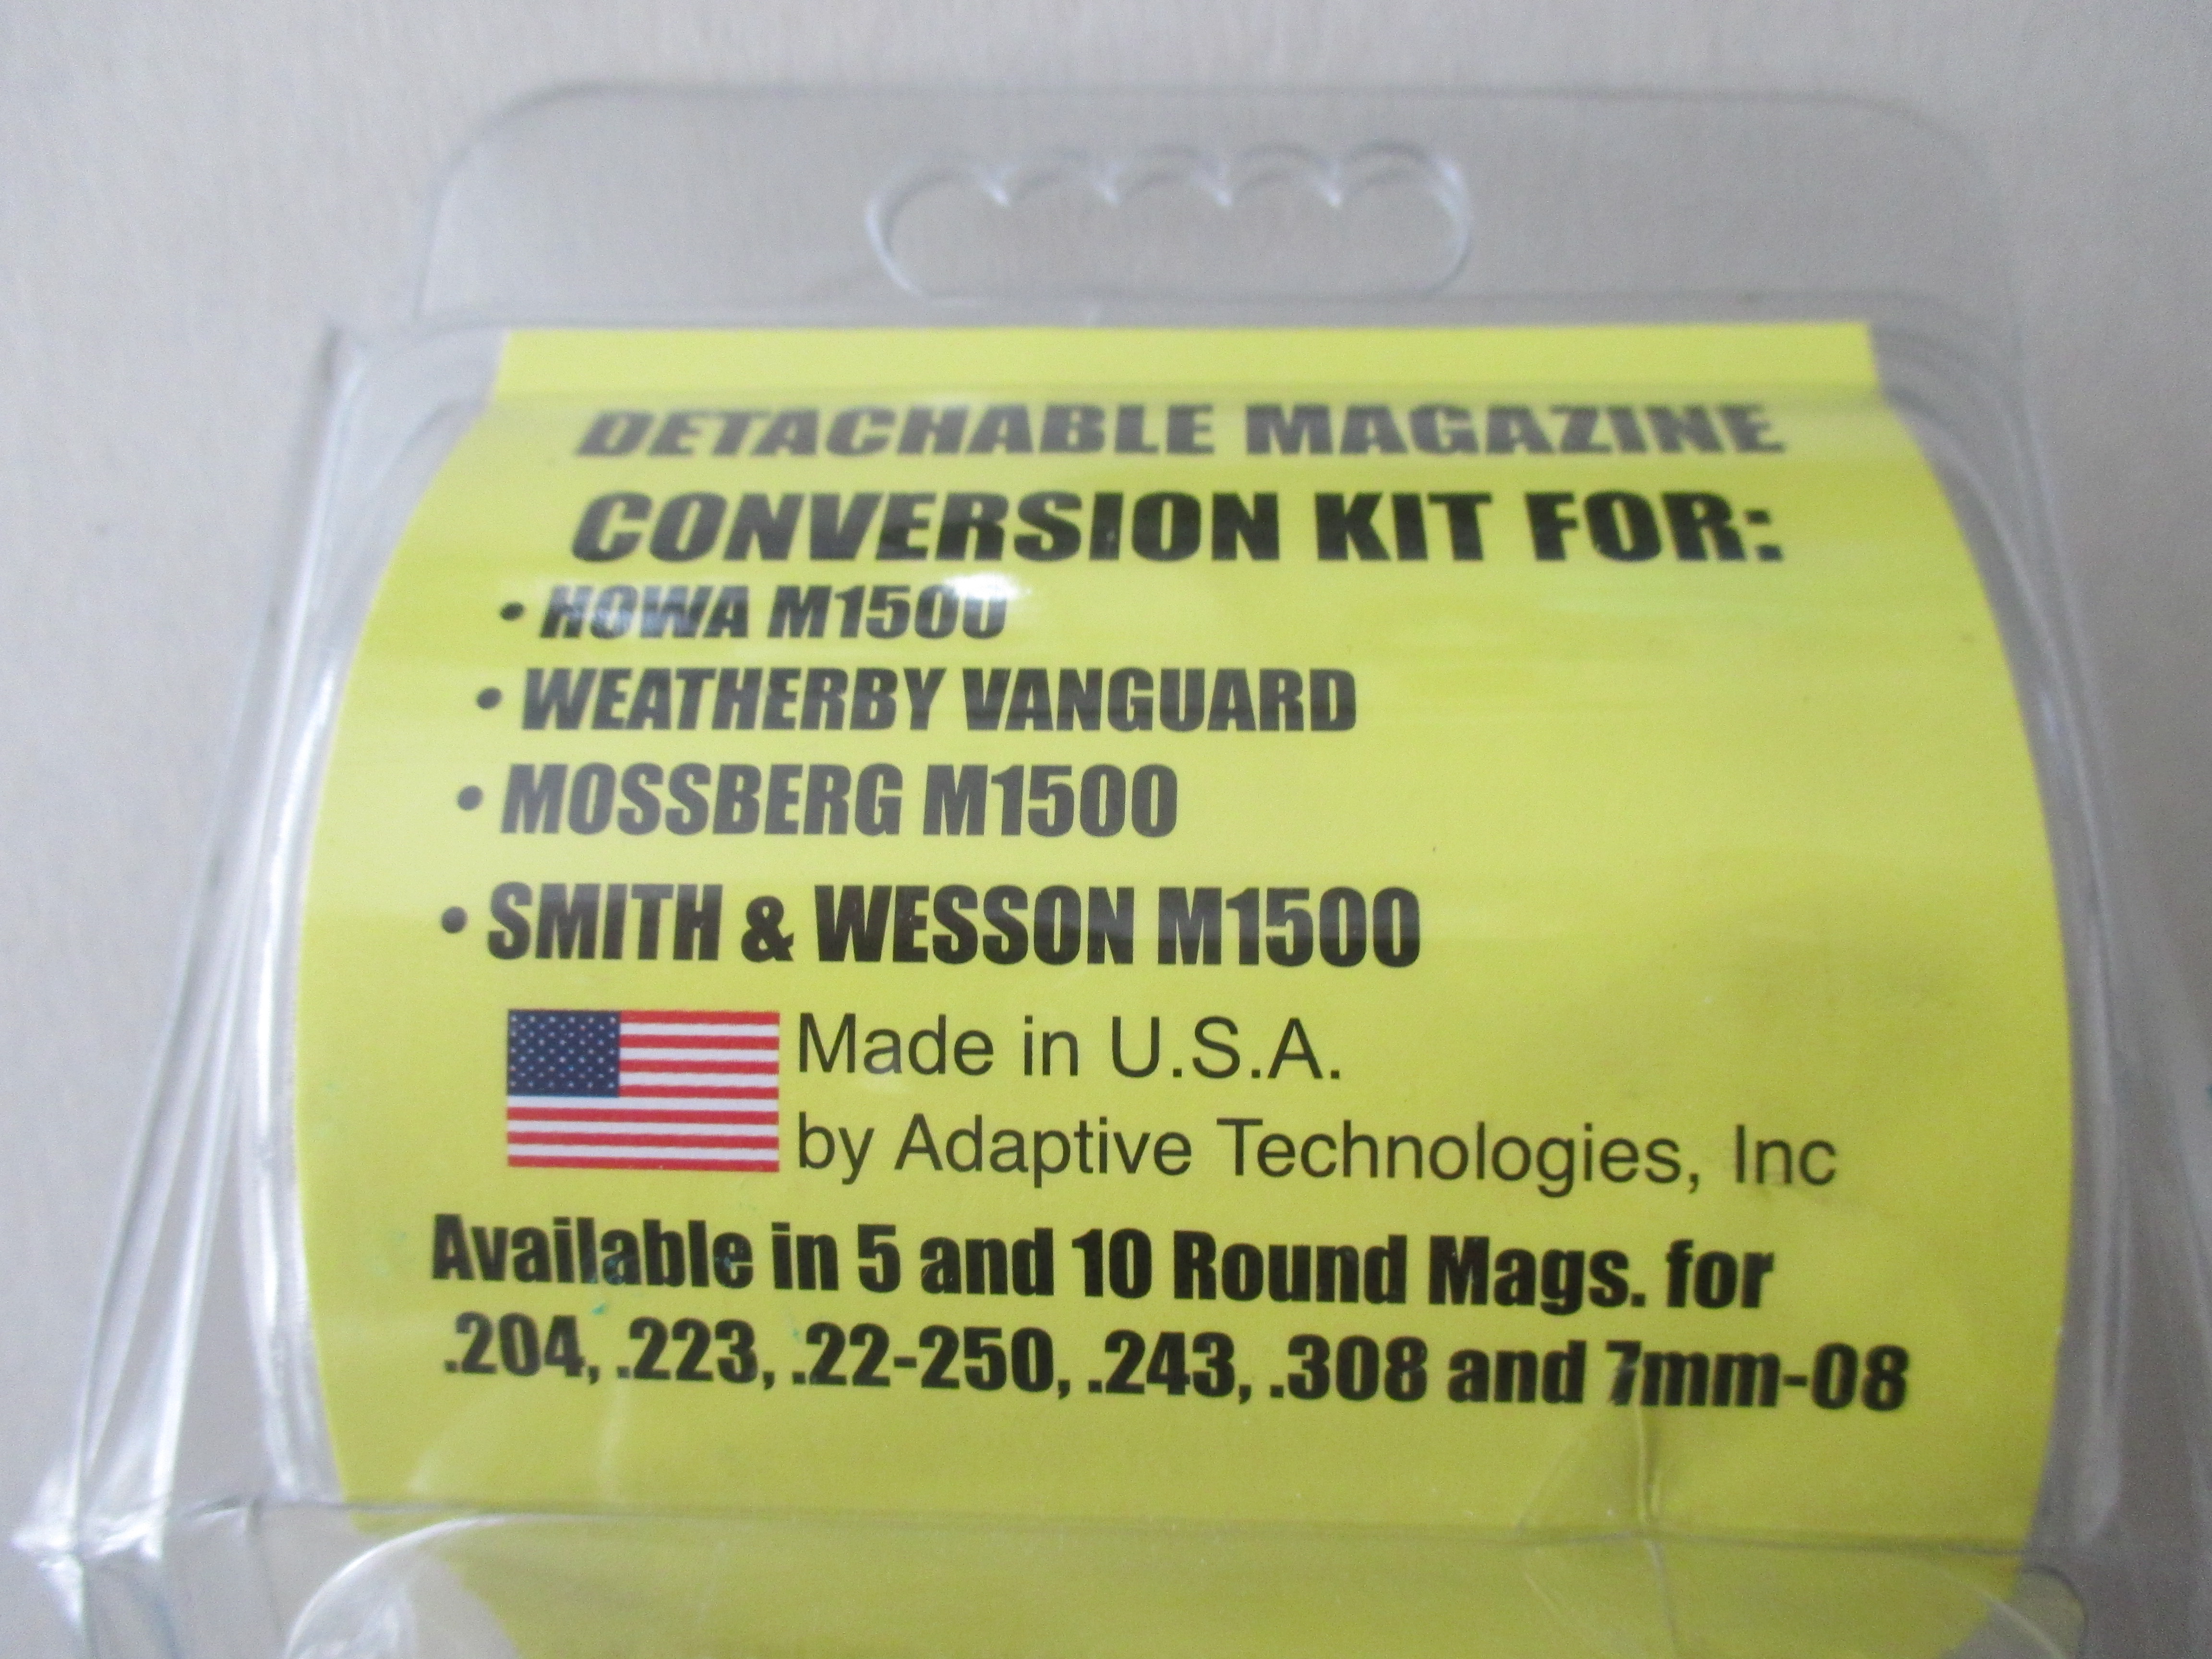 DETACHABLE MAGAZINE
CONVERSION KIT FOR:
• HOWA M1500
• WEATHERBY VANGUARD
• MOSSBERG M1500
• SMITH & WESSON M1500
Made in U.S.A.
by Adaptive Technologies, Inc
Available in 5 and 10 Round Mags. for
.204, .223, .22-250, .243, .308 and 7mm-08